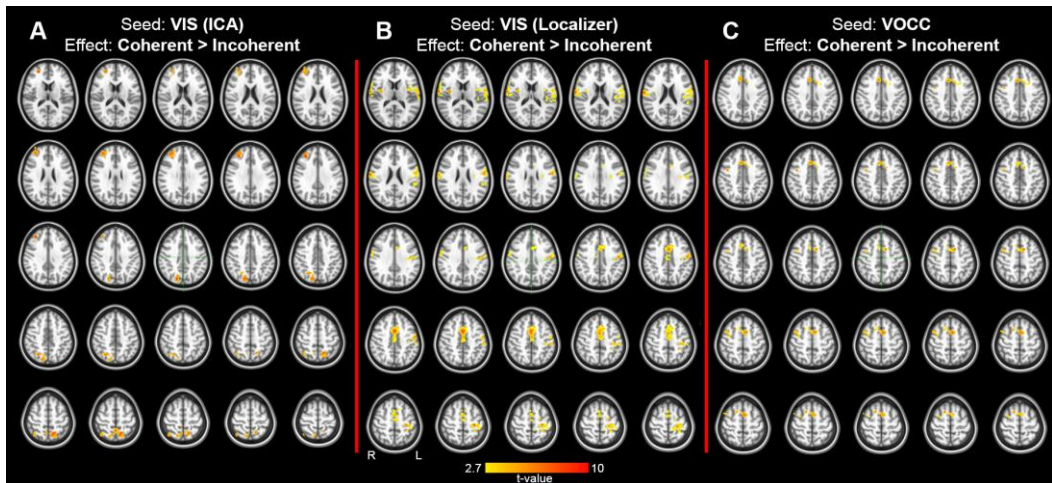 A
Seed: VIS (ICA)
Effect: Coherent > Incoherent
B
Seed: VIS (Localizer)
Effect: Coherent > Incoherent
C
Seed: VOCC
Effect: Coherent > Incoherent
R L
2.7 10
t-value